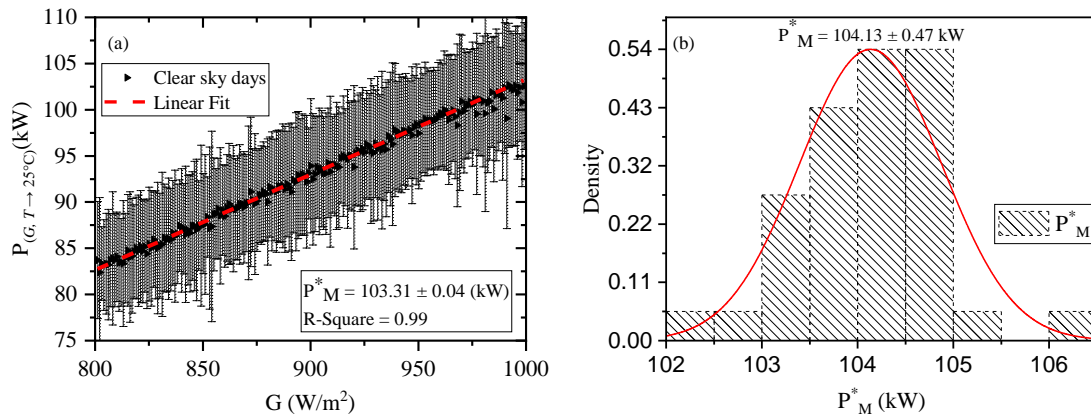 (a)
Clear sky days
Linear Fit
P*M = 103.31 ± 0.04 (kW)
R-Square = 0.99
P(G, T → 25°C)(kW)
110
105
100
95
90
85
80
75
800
850
900
950
1000
G (W/m²)
(b)
P*M = 104.13 ± 0.47 kW
P*M
Density
0.54
0.43
0.32
0.22
0.11
0.00
102
103
104
105
106
P*M (kW)